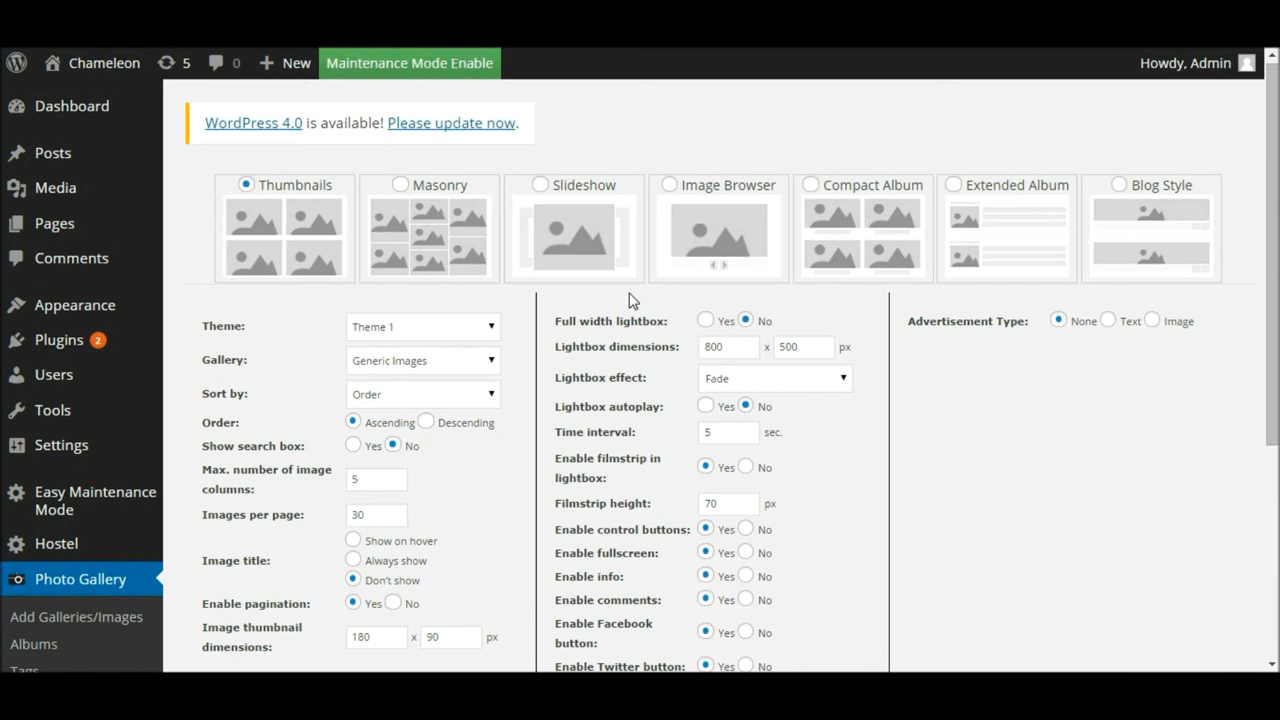 Chameleon 5 0 New Maintenance Mode Enable Howdy, Admin
Dashboard
Posts
Media
Pages
Comments
Appearance
Plugins 2
Users
Tools
Settings
Easy Maintenance
Mode
Hostel
Photo Gallery
Add Galleries/Images
Albums
Tags
WordPress 4.0 is available! Please update now.
Thumbnails Masonry Slideshow Image Browser Compact Album Extended Album Blog Style
Theme: Theme 1
Gallery: Generic Images
Sort by: Order
Order: Ascending Descending
Show search box: Yes No
Max. number of image
columns: 5
Images per page: 30
Image title: Show on hover
Always show
Don't show
Enable pagination: Yes No
Image thumbnail
dimensions: 180 x 90 px
Full width lightbox: Yes No
Lightbox dimensions: 800 x 500 px
Lightbox effect: Fade
Lightbox autoplay: Yes No
Time interval: 5 sec.
Enable filmstrip in
lightbox: Yes No
Filmstrip height: 70 px
Enable control buttons: Yes No
Enable fullscreen: Yes No
Enable info: Yes No
Enable comments: Yes No
Enable Facebook
button: Yes No
Enable Twitter button: Yes No
Advertisement Type: None Text Image